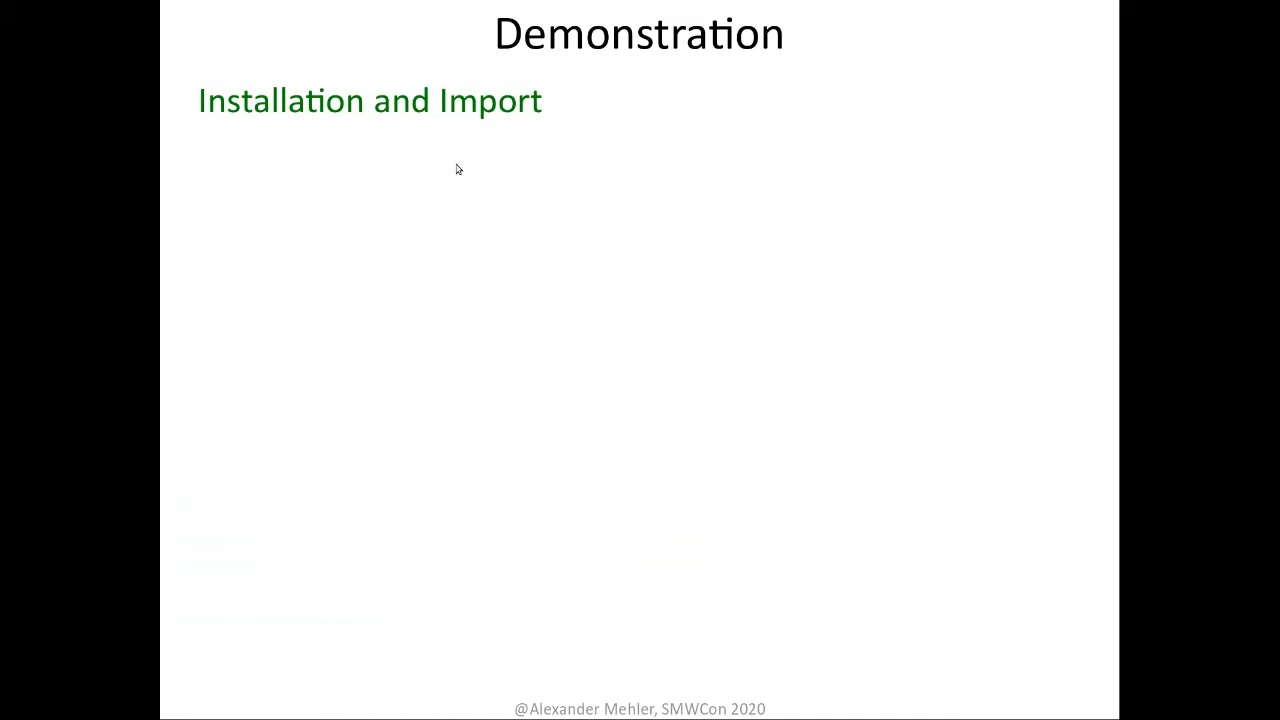 Demonstration
Installation and Import
@Alexander Mehler, SMWCon 2020